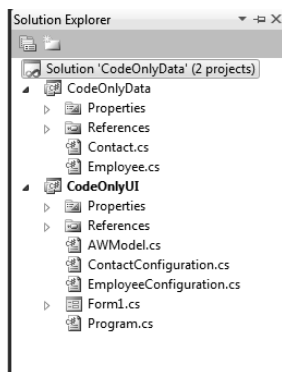 Solution Explorer
Solution 'CodeOnlyData' (2 projects)
CodeOnlyData
Properties
References
Contact.cs
Employee.cs
CodeOnlyUI
Properties
References
AWModel.cs
ContactConfiguration.cs
EmployeeConfiguration.cs
Form1.cs
Program.cs